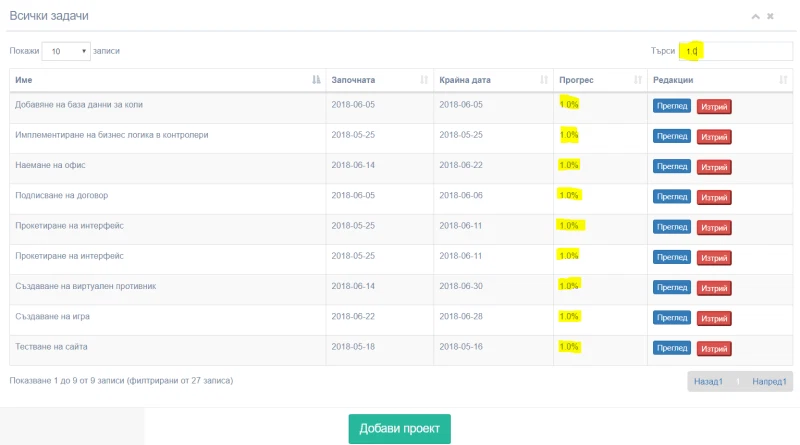 Всички задачи
Покажи 10 записи Търси 1.0
Име Започната Крайна дата Прогрес Редакции
Добавяне на база данни за коли 2018-06-05 2018-06-05 1.0% Преглед Изтрий
Имплементиране на бизнес логика в контролери 2018-05-25 2018-05-25 1.0% Преглед Изтрий
Наемане на офис 2018-06-14 2018-06-22 1.0% Преглед Изтрий
Подписване на договор 2018-06-05 2018-06-06 1.0% Преглед Изтрий
Прокетиране на интерфейс 2018-05-25 2018-06-11 1.0% Преглед Изтрий
Прокетиране на интерфейс 2018-05-25 2018-06-11 1.0% Преглед Изтрий
Създаване на виртуален противник 2018-06-14 2018-06-30 1.0% Преглед Изтрий
Създаване на игра 2018-06-22 2018-06-28 1.0% Преглед Изтрий
Тестване на сайта 2018-05-18 2018-05-16 1.0% Преглед Изтрий
Показване 1 до 9 от 9 записи (филтрирани от 27 записа) Назад1 1 Напред1
Добави проект